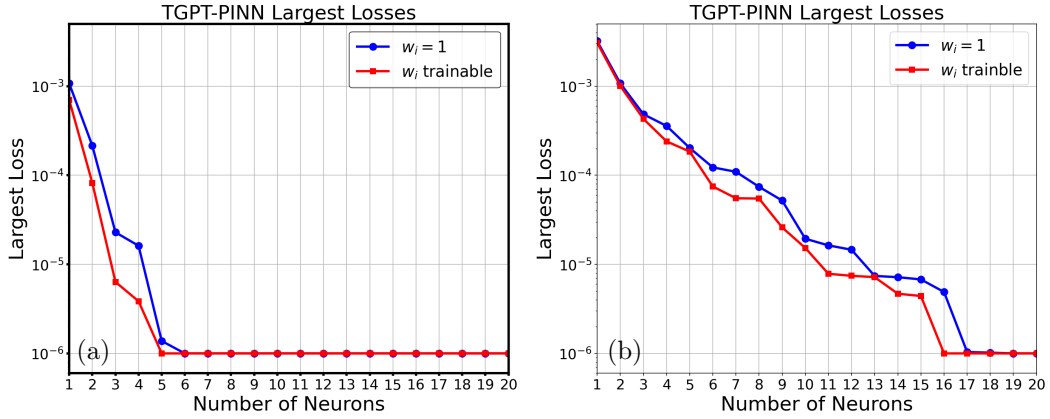 TGPT-PINN Largest Losses
$w_i = 1$
$w_i$ trainable
$10^{-3}$
$10^{-4}$
$10^{-5}$
$10^{-6}$
Largest Loss
(a)
1 2 3 4 5 6 7 8 9 10 11 12 13 14 15 16 17 18 19 20
Number of Neurons
TGPT-PINN Largest Losses
$w_i = 1$
$w_i$ trainble
$10^{-3}$
$10^{-4}$
$10^{-5}$
$10^{-6}$
Largest Loss
(b)
1 2 3 4 5 6 7 8 9 10 11 12 13 14 15 16 17 18 19 20
Number of Neurons